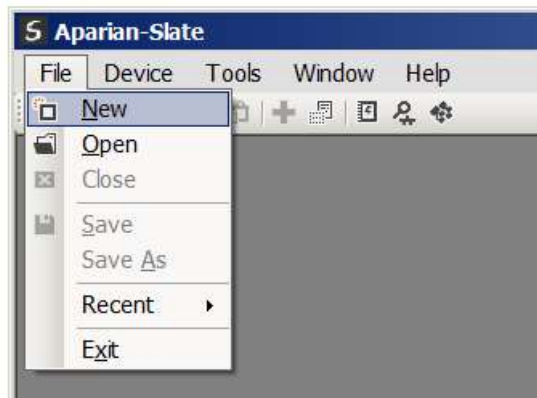 S Aparian-Slate
File Device Tools Window Help
New
Open
Close
Save
Save As
Recent
Exit